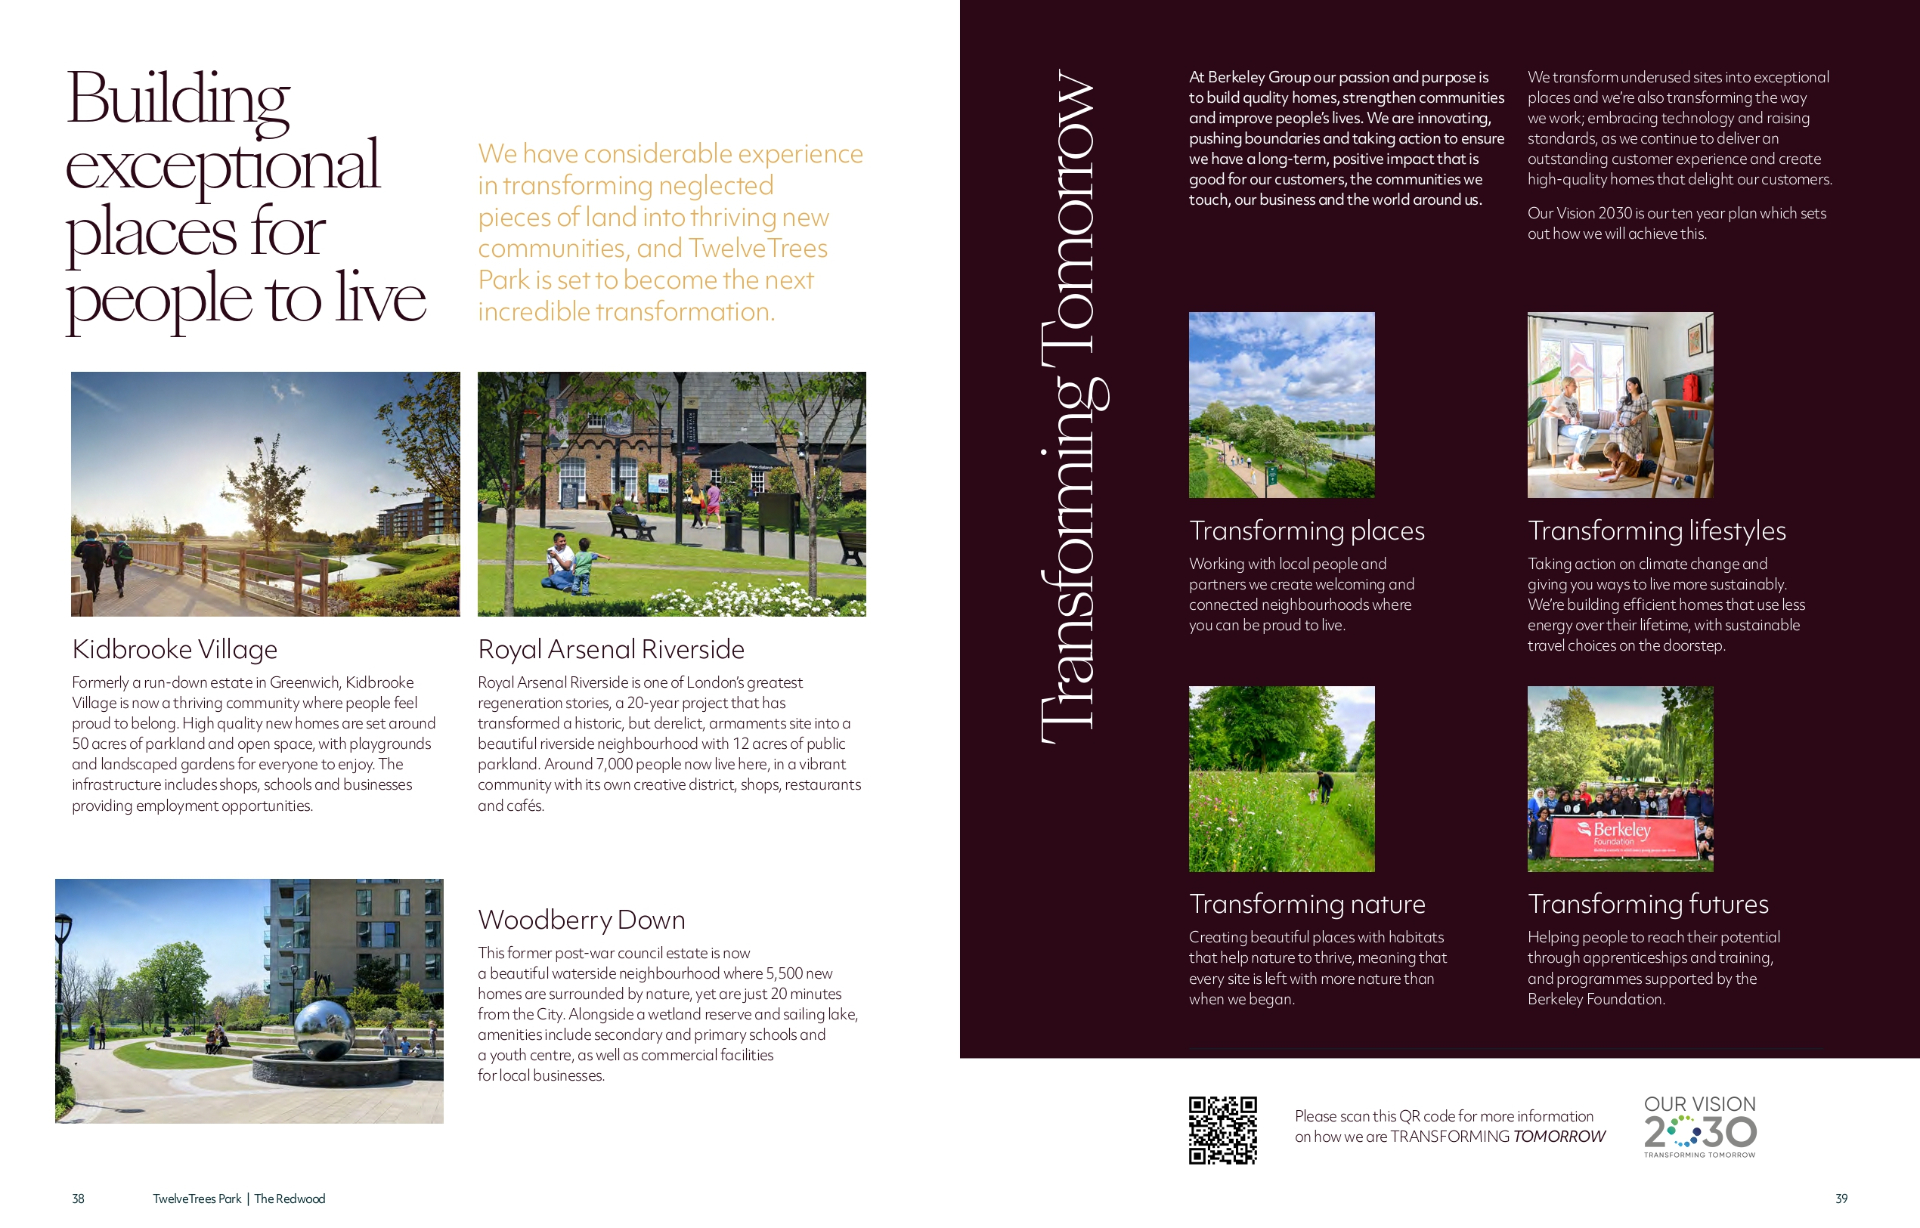 Building
exceptional
places for
people to live
We have considerable experience
in transforming neglected
pieces of land into thriving new
communities, and TwelveTrees
Park is set to become the next
incredible transformation.
Kidbrooke Village
Formerly a run-down estate in Greenwich, Kidbrooke
Village is now a thriving community where people feel
proud to belong. High quality new homes are set around
50 acres of parkland and open space, with playgrounds
and landscaped gardens for everyone to enjoy. The
infrastructure includes shops, schools and businesses
providing employment opportunities.
Royal Arsenal Riverside
Royal Arsenal Riverside is one of London's greatest
regeneration stories, a 20-year project that has
transformed a historic, but derelict, armaments site into a
beautiful riverside neighbourhood with 12 acres of public
parkland. Around 7,000 people now live here, in a vibrant
community with its own creative district, shops, restaurants
and cafés.
Woodberry Down
This former post-war council estate is now
a beautiful waterside neighbourhood where 5,500 new
homes are surrounded by nature, yet are just 20 minutes
from the City. Alongside a wetland reserve and sailing lake,
amenities include secondary and primary schools and
a youth centre, as well as commercial facilities
for local businesses.
38
TwelveTrees Park | The Redwood
Transforming Tomorrow
At Berkeley Group our passion and purpose is
to build quality homes, strengthen communities
and improve people's lives. We are innovating,
pushing boundaries and taking action to ensure
we have a long-term, positive impact that is
good for our customers, the communities we
touch, our business and the world around us.
We transform underused sites into exceptional
places and we're also transforming the way
we work; embracing technology and raising
standards, as we continue to deliver an
outstanding customer experience and create
high-quality homes that delight our customers.
Our Vision 2030 is our ten year plan which sets
out how we will achieve this.
Transforming places
Working with local people and
partners we create welcoming and
connected neighbourhoods where
you can be proud to live.
Transforming lifestyles
Taking action on climate change and
giving you ways to live more sustainably.
We're building efficient homes that use less
energy over their lifetime, with sustainable
travel choices on the doorstep.
Berkeley
Foundation
Transforming nature
Creating beautiful places with habitats
that help nature to thrive, meaning that
every site is left with more nature than
when we began.
Transforming futures
Helping people to reach their potential
through apprenticeships and training,
and programmes supported by the
Berkeley Foundation.
Please scan this QR code for more information
on how we are TRANSFORMING TOMORROW
OUR VISION
2030
TRANSFORMING TOMORROW
39